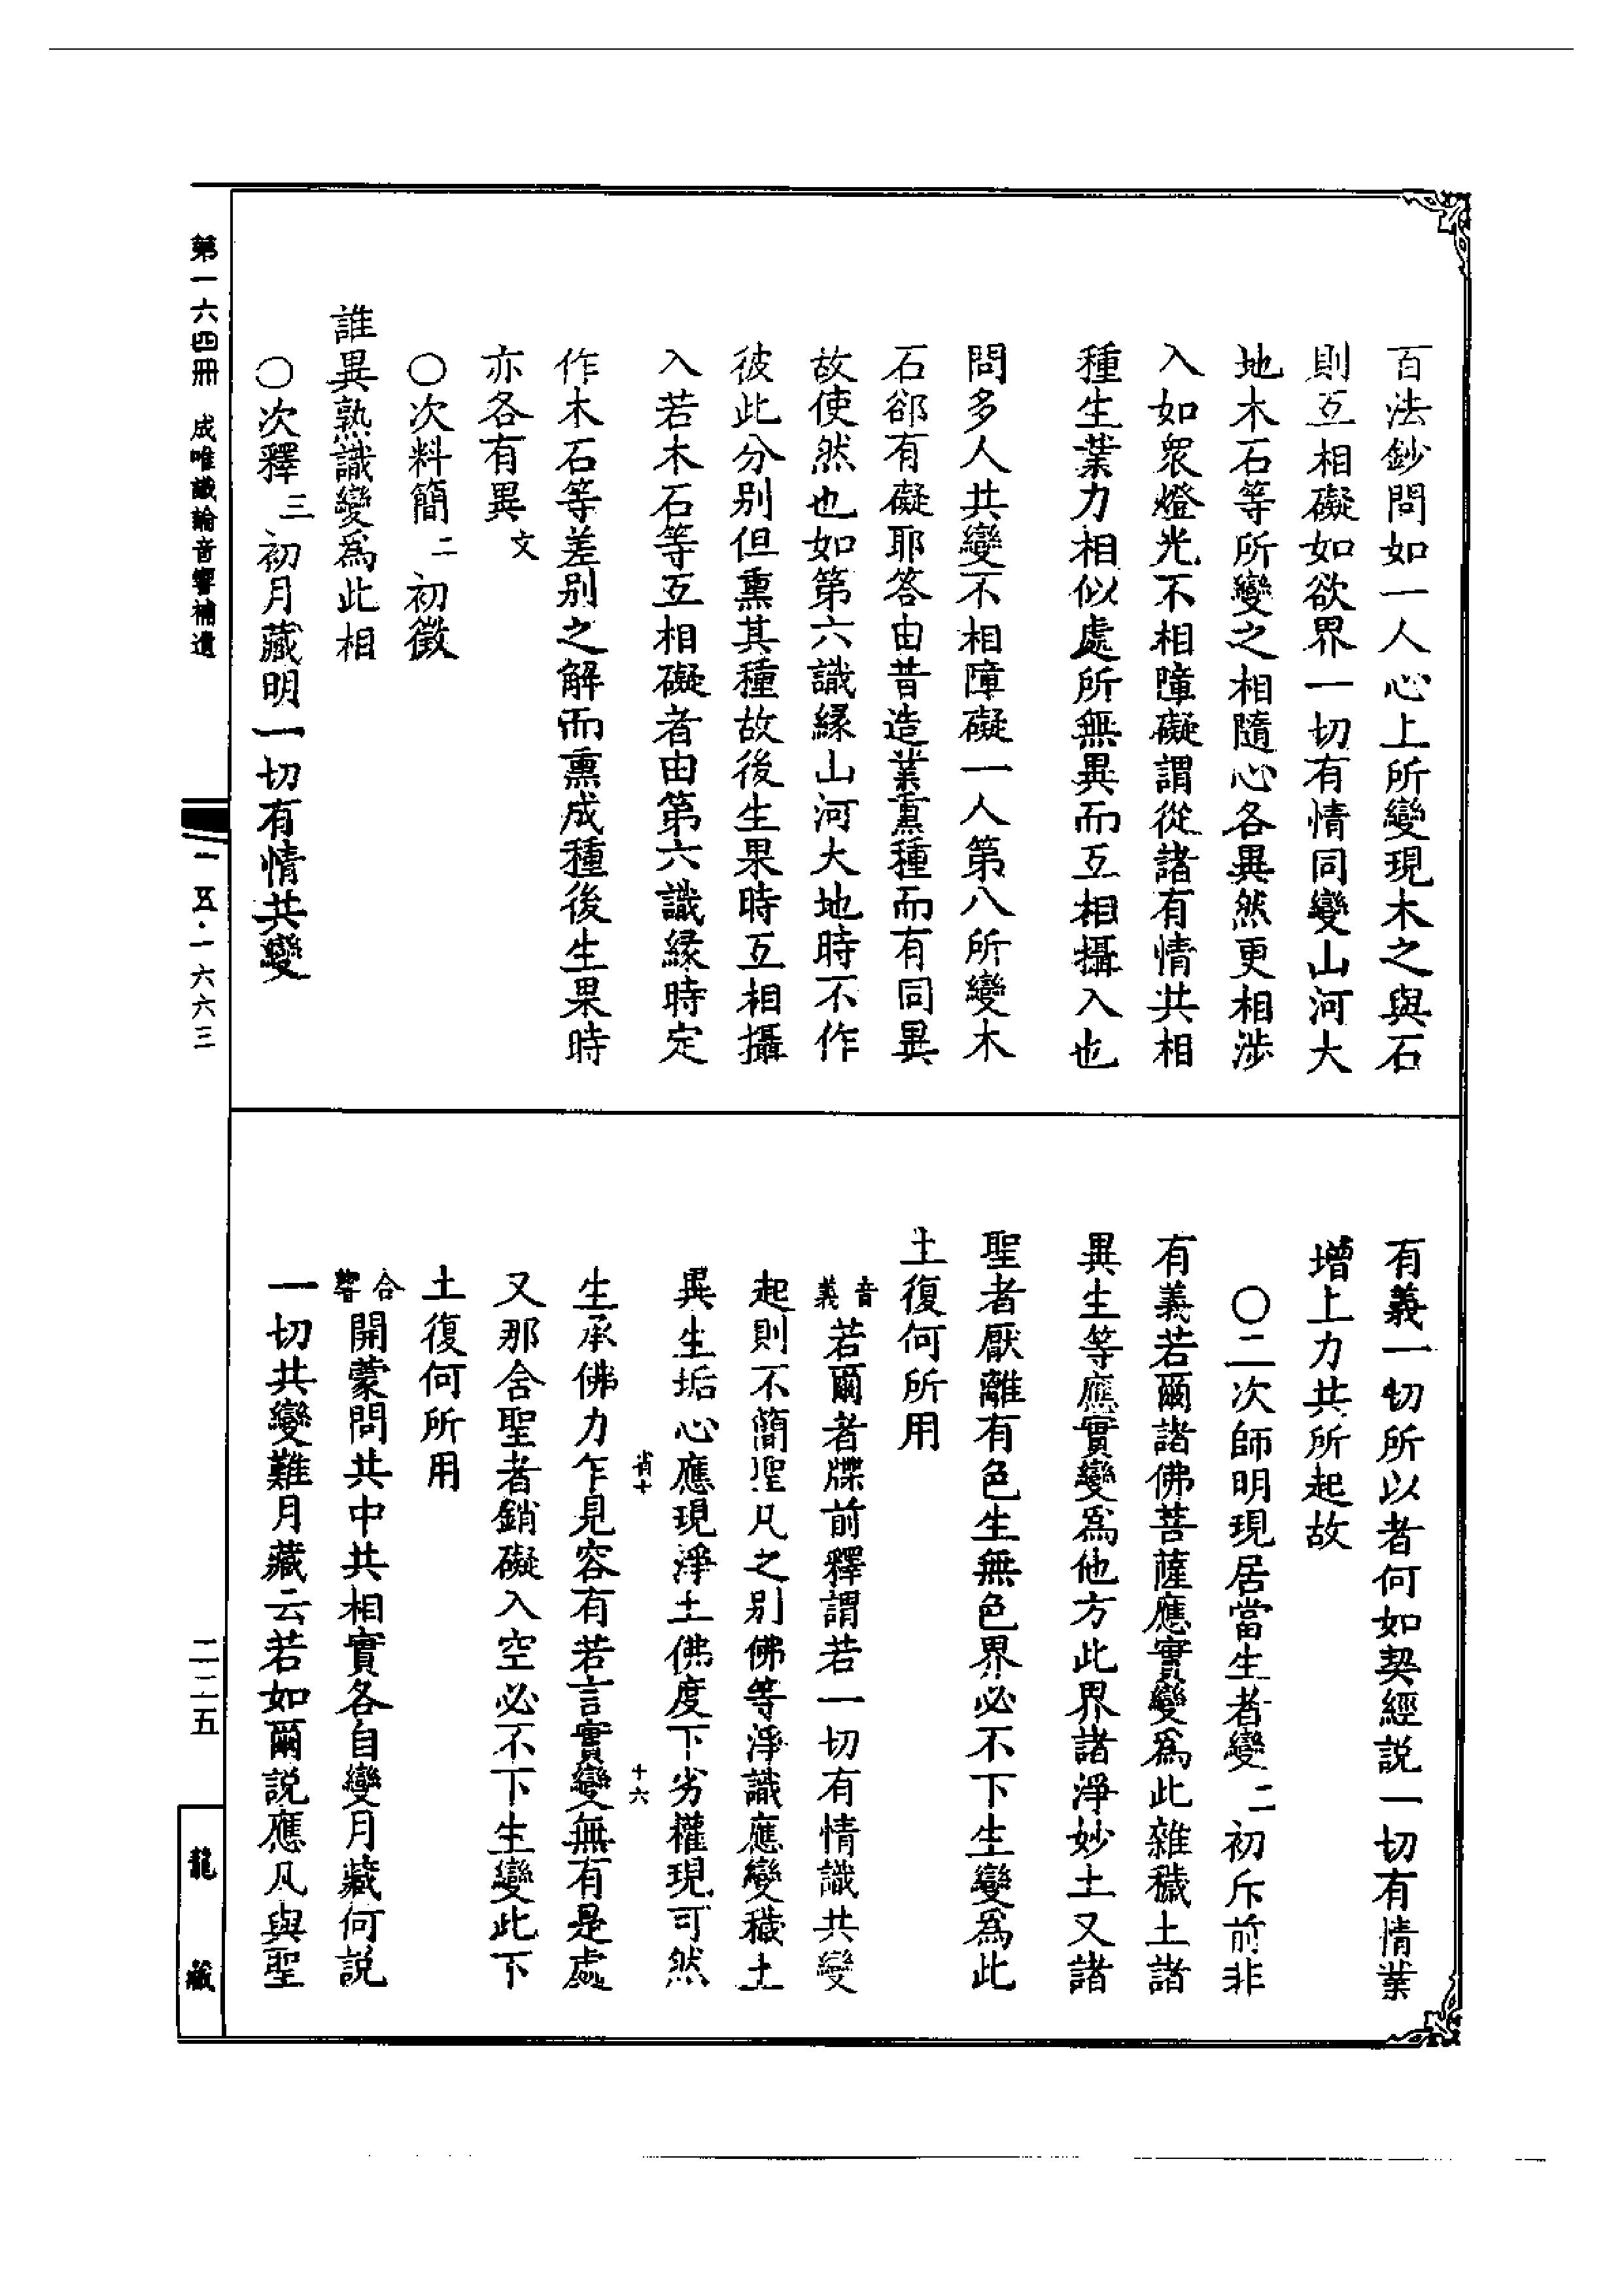 百法鈔問如一人心上所變現木之與石
則互相礙如欲界一切有情同變山河大
地木石等所變之相隨心各異然更相涉
入如衆燈光不相障礙謂從諸有情共相
種生業力相似處所無異而互相攝入也
問多人共變不相障礙一人第八所變木
石郤有礙耶答由昔造業熏種而有同異
故使然也如第六識緣山河大地時不作
彼此分別但熏其種故後生果時互相攝
入若木石等互相礙者由第六識緣時定
作木石等差別之解而熏成種後生果時
亦各有異文
〇次料簡二初徵
誰異熟識變爲此相
〇次釋三初月藏明一切有情共變
有義一切所以者何如契經説一切有情業
增上力共所起故
〇二次師明現居當生者變二初斥前非
有義若爾諸佛菩薩應實變爲此雜穢土諸
異生等應實變爲他方此界諸淨妙土又諸
聖者厭離有色生無色界必不下生變爲此
土復何所用
音義若爾者牒前釋謂若一切有情識共變
起則不簡聖凡之別佛等淨識應變穢土
異生垢心應現淨土佛度下劣權現可然
省十 十六
生承佛力乍見容有若言實變無有是處
又那含聖者銷礙入空必不下生變此下
土復何所用
合響開蒙問共中共相實各自變月藏何説
一切共變難月藏云若如爾説應凡與聖
第一六四冊 成唯識論音響補遺
一五·一六六三
二二五
龍藏